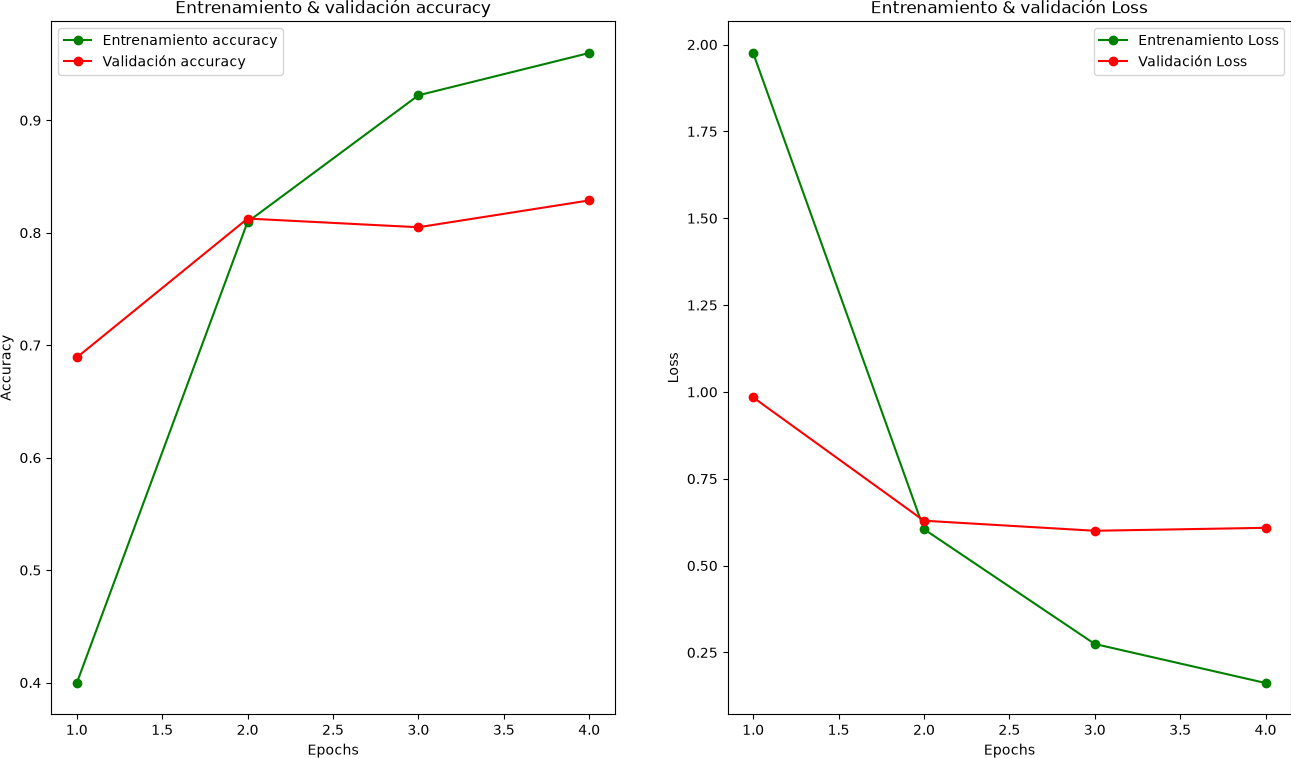 Entrenamiento & validación accuracy
Entrenamiento accuracy
Validación accuracy
0.9
0.8
0.7
0.6
0.5
0.4
Accuracy
1.0 1.5 2.0 2.5 3.0 3.5 4.0
Epochs
Entrenamiento & validación Loss
Entrenamiento Loss
Validación Loss
2.00
1.75
1.50
1.25
1.00
0.75
0.50
0.25
Loss
1.0 1.5 2.0 2.5 3.0 3.5 4.0
Epochs